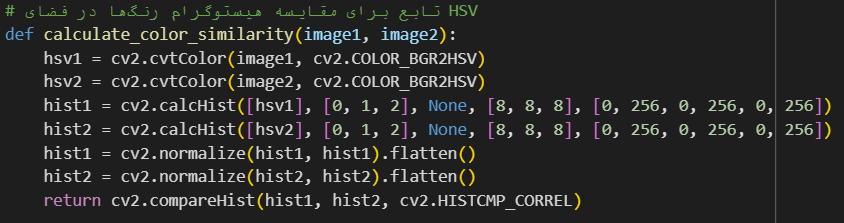 # تابع برای مقایسه هیستوگرام رنگ‌ها در فضای HSV
def calculate_color_similarity(image1, image2):
    hsv1 = cv2.cvtColor(image1, cv2.COLOR_BGR2HSV)
    hsv2 = cv2.cvtColor(image2, cv2.COLOR_BGR2HSV)
    hist1 = cv2.calcHist([hsv1], [0, 1, 2], None, [8, 8, 8], [0, 256, 0, 256, 0, 256])
    hist2 = cv2.calcHist([hsv2], [0, 1, 2], None, [8, 8, 8], [0, 256, 0, 256, 0, 256])
    hist1 = cv2.normalize(hist1, hist1).flatten()
    hist2 = cv2.normalize(hist2, hist2).flatten()
    return cv2.compareHist(hist1, hist2, cv2.HISTCMP_CORREL)